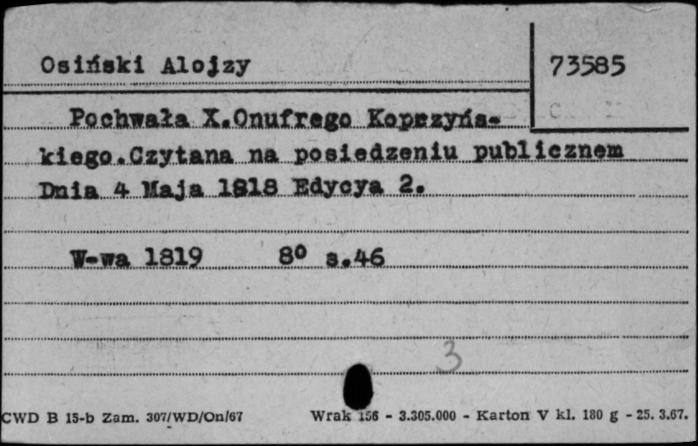 Osiński Alojzy
73585
Pochwała X.Onufrego Kopczyńs-
kiego.Czytana na posiedzeniu publicznem
Dnia 4 Maja 1818 Edycya 2.
W-wa 1819 8º s.46
3
CWD B 15-b Zam. 307/WD/On/67 Wrak 156 - 3.305.000 - Karton V kl. 180 g - 25. 3.67.